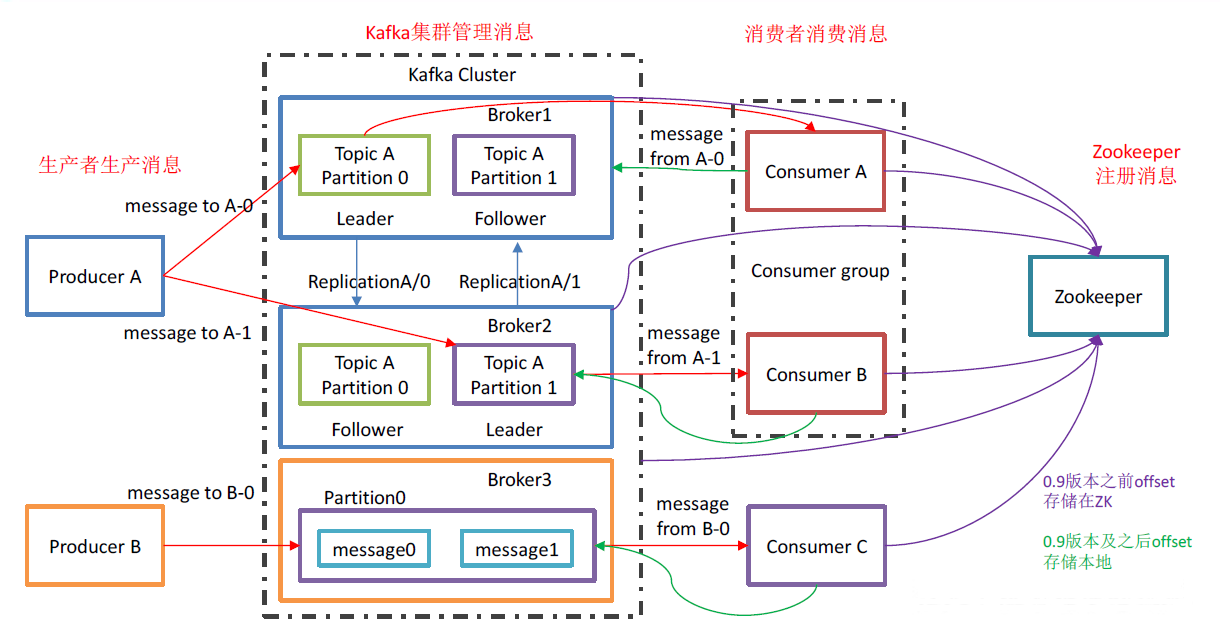 Kafka集群管理消息
消费者消费消息
Kafka Cluster
Broker1
Topic A
Partition 0
Topic A
Partition 1
Leader
Follower
生产者生产消息
message to A-0
message
from A-0
Consumer A
Zookeeper
注册消息
Producer A
ReplicationA/0
ReplicationA/1
Consumer group
Zookeeper
message to A-1
Broker2
Topic A
Partition 0
Topic A
Partition 1
Follower
Leader
message
from A-1
Consumer B
message to B-0
Broker3
Partition0
message0
message1
Producer B
message
from B-0
Consumer C
0.9版本之前offset
存储在ZK
0.9版本及之后offset
存储本地